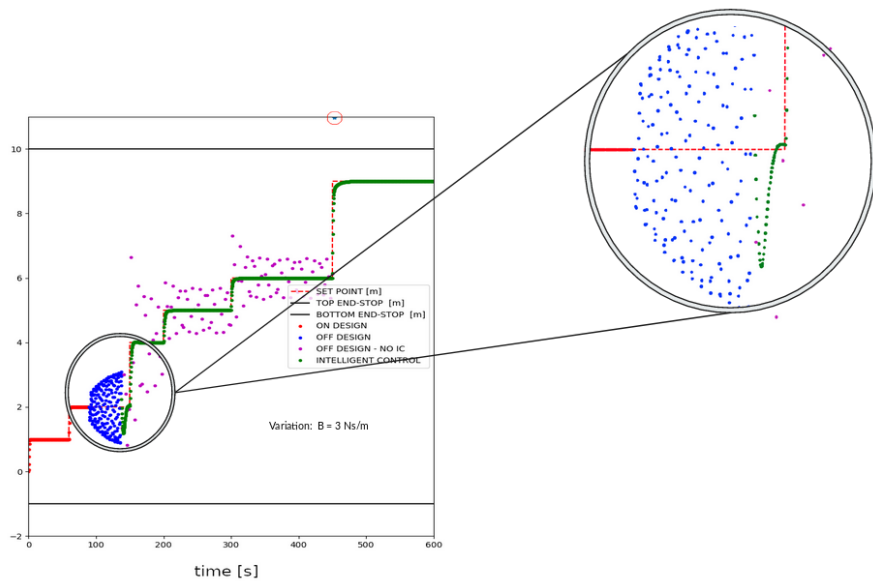 10
8
6
4
2
0
−2
0 100 200 300 400 500 600
time [s]
SET POINT [m]
TOP END-STOP [m]
BOTTOM END-STOP [m]
ON DESIGN
OFF DESIGN
OFF DESIGN - NO IC
INTELLIGENT CONTROL
Variation: B = 3 Ns/m